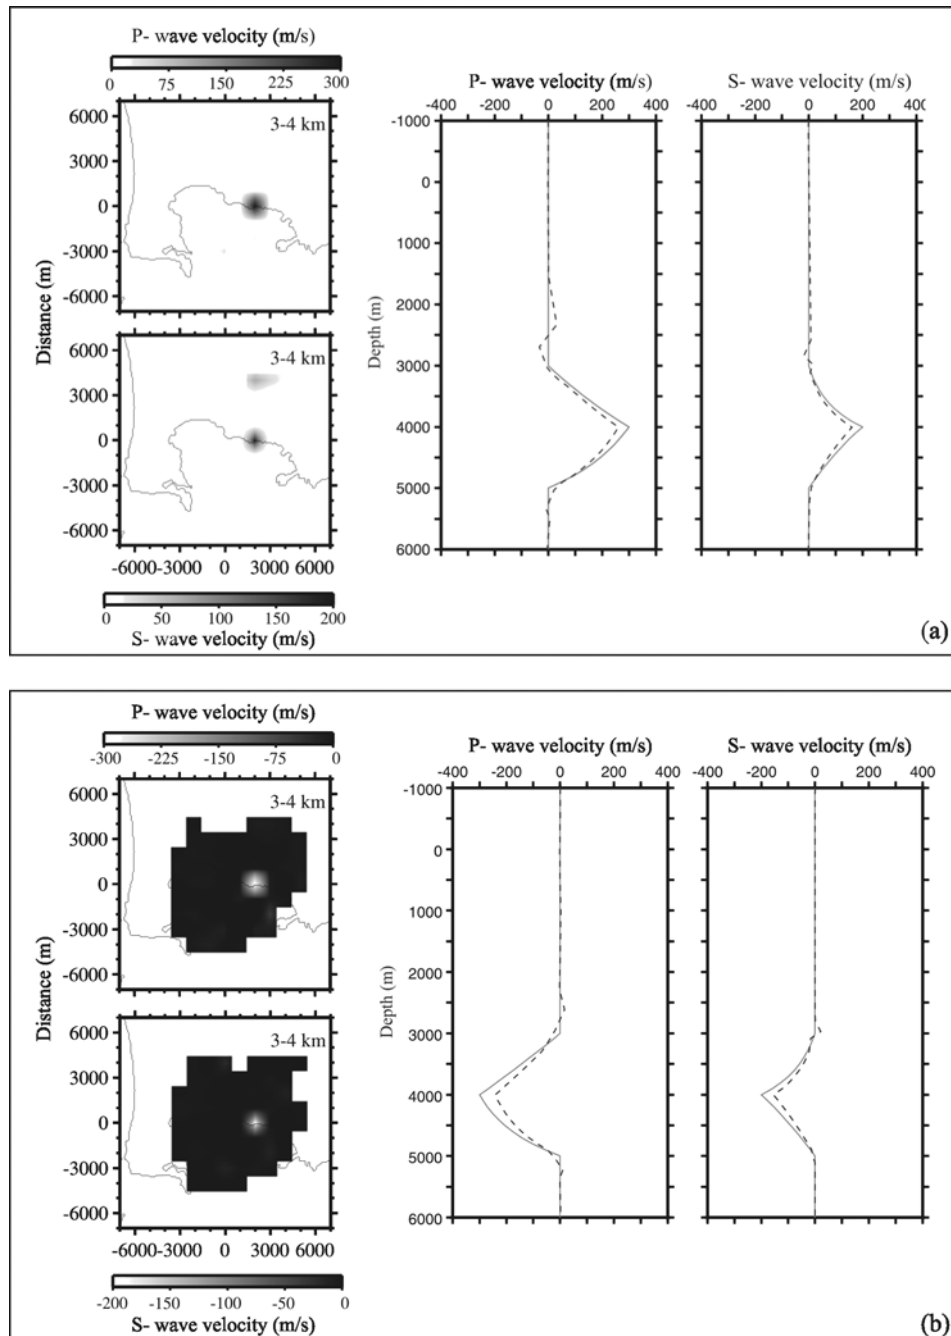 P- wave velocity (m/s)
0 75 150 225 300
6000
3-4 km
3000
0
-3000
-6000
Distance (m)
6000
3-4 km
3000
0
-3000
-6000
-6000 -3000 0 3000 6000
0 50 100 150 200
S- wave velocity (m/s)
P- wave velocity (m/s)
-400 -200 0 200 400
-1000
0
1000
2000
3000
4000
5000
6000
Depth (m)
S- wave velocity (m/s)
-400 -200 0 200 400
(a)
P- wave velocity (m/s)
-300 -225 -150 -75 0
6000
3-4 km
3000
0
-3000
-6000
Distance (m)
6000
3-4 km
3000
0
-3000
-6000
-6000 -3000 0 3000 6000
-200 -150 -100 -50 0
S- wave velocity (m/s)
P- wave velocity (m/s)
-400 -200 0 200 400
-1000
0
1000
2000
3000
4000
5000
6000
Depth (m)
S- wave velocity (m/s)
-400 -200 0 200 400
(b)